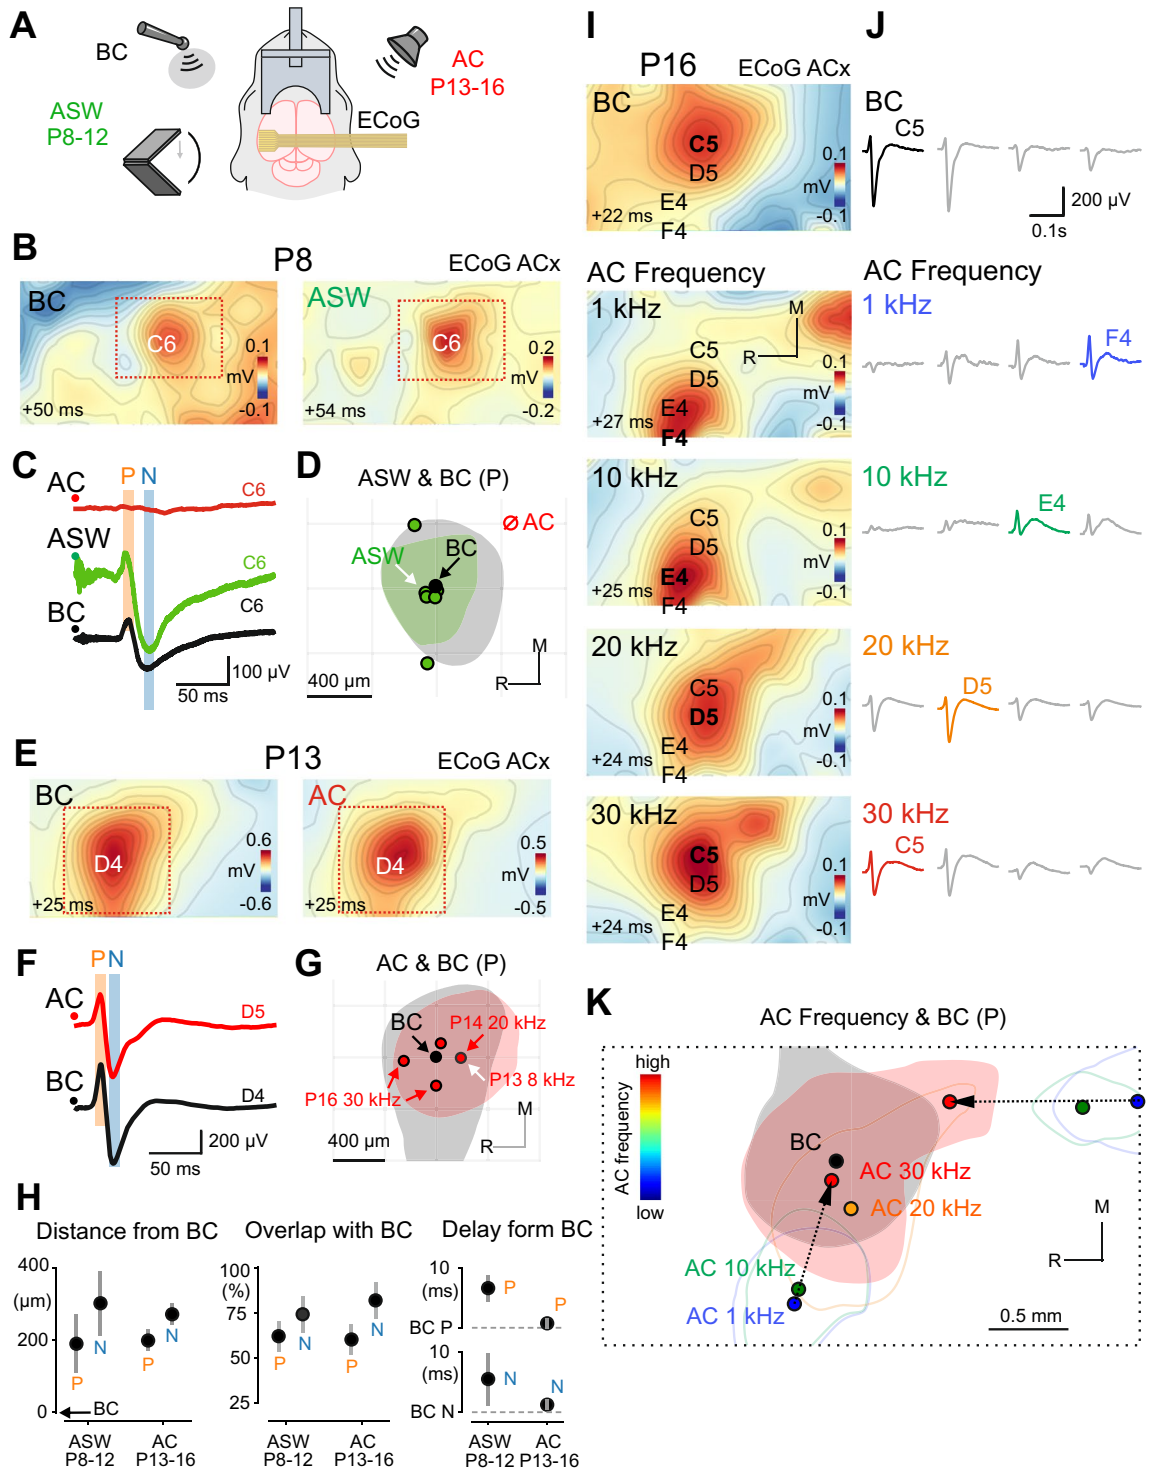 A
BC
ASW
P8-12
AC
P13-16
ECoG
B
P8
ECoG ACx
BC
C6
0.1
mV
-0.1
+50 ms
ASW
C6
0.2
mV
-0.2
+54 ms
C
P N
AC
C6
ASW
C6
BC
C6
100 µV
50 ms
D
ASW & BC (P)
∅ AC
ASW
BC
M
R
400 µm
E
P13
ECoG ACx
BC
D4
0.6
mV
-0.6
+25 ms
AC
D4
0.5
mV
-0.5
+25 ms
F
P N
AC
D5
BC
D4
200 µV
50 ms
G
AC & BC (P)
BC
P14 20 kHz
P13 8 kHz
P16 30 kHz
M
R
400 µm
H
Distance from BC
400
(µm)
200
0
BC
P
N
P
N
ASW
P8-12
AC
P13-16
Overlap with BC
100
(%)
75
50
25
P
N
P
N
ASW
P8-12
AC
P13-16
Delay form BC
10
(ms)
BC P
P
P
10
(ms)
BC N
N
N
ASW
P8-12
AC
P13-16
I
P16
ECoG ACx
BC
C5
D5
E4
F4
0.1
mV
-0.1
+22 ms
AC Frequency
1 kHz
M
R
C5
D5
E4
F4
0.1
mV
-0.1
+27 ms
10 kHz
C5
D5
E4
F4
0.1
mV
-0.1
+25 ms
20 kHz
C5
D5
E4
F4
0.1
mV
-0.1
+24 ms
30 kHz
C5
D5
E4
F4
0.1
mV
-0.1
+24 ms
J
BC
C5
200 µV
0.1s
AC Frequency
1 kHz
F4
10 kHz
E4
20 kHz
D5
30 kHz
C5
K
AC Frequency & BC (P)
high
AC frequency
low
BC
AC 30 kHz
AC 20 kHz
AC 10 kHz
AC 1 kHz
M
R
0.5 mm